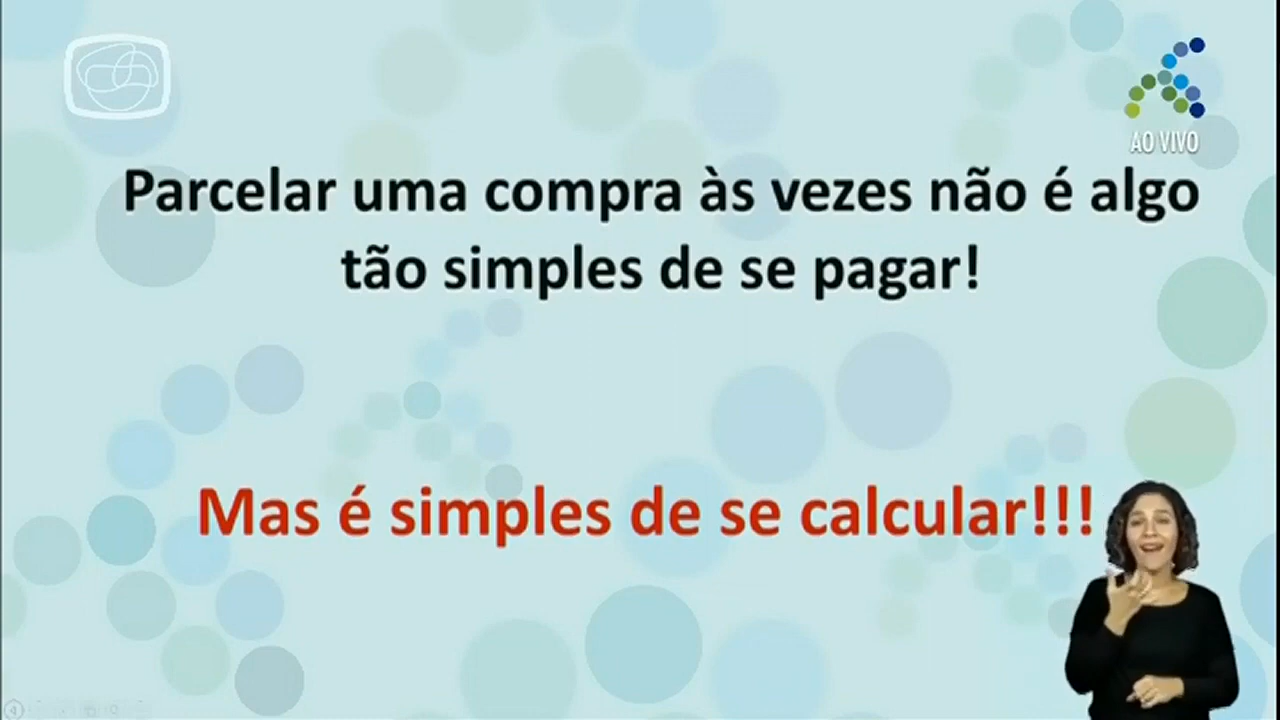 AO VIVO
Parcelar uma compra às vezes não é algo
tão simples de se pagar!
Mas é simples de se calcular!!!